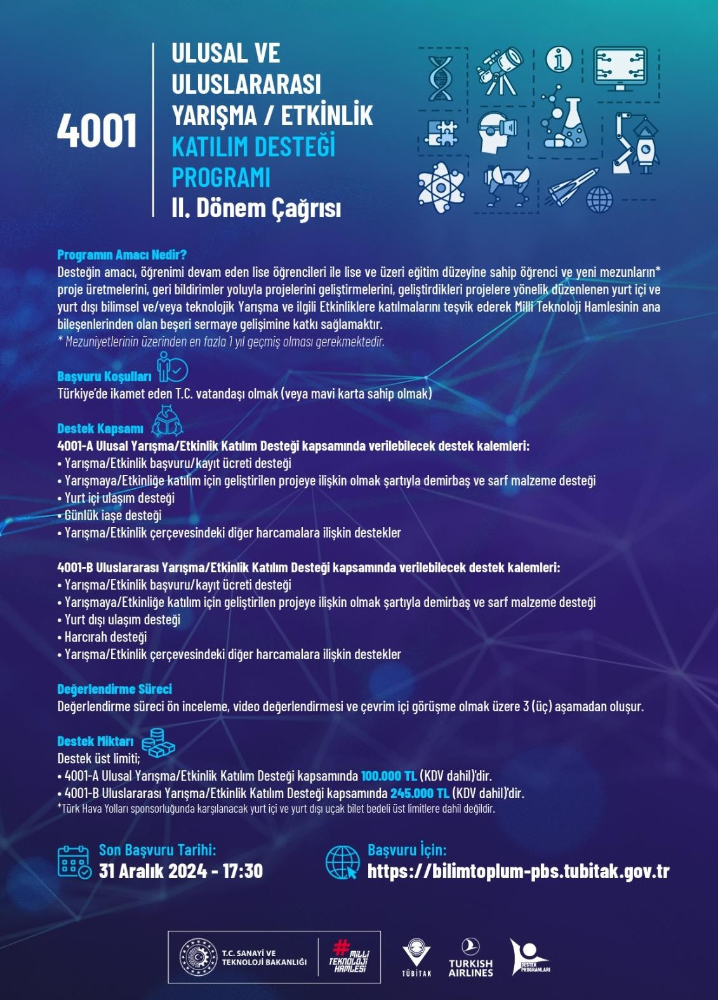 4001
ULUSAL VE
ULUSLARARASI
YARIŞMA / ETKİNLİK
KATILIM DESTEĞİ
PROGRAMI
II. Dönem Çağrısı
Programın Amacı Nedir?
Desteğin amacı, öğrenimi devam eden lise öğrencileri ile lise ve üzeri eğitim düzeyine sahip öğrenci ve yeni mezunların*
proje üretmelerini, geri bildirimler yoluyla projelerini geliştirmelerini, geliştirdikleri projelere yönelik düzenlenen yurt içi ve
yurt dışı bilimsel ve/veya teknolojik Yarışma ve ilgili Etkinliklere katılmalarını teşvik ederek Milli Teknoloji Hamlesinin ana
bileşenlerinden olan beşeri sermaye gelişimine katkı sağlamaktır.
* Mezuniyetlerinin üzerinden en fazla 1 yıl geçmiş olması gerekmektedir.
Başvuru Koşulları
Türkiye'de ikamet eden T.C. vatandaşı olmak (veya mavi karta sahip olmak)
Destek Kapsamı
4001-A Ulusal Yarışma/Etkinlik Katılım Desteği kapsamında verilebilecek destek kalemleri:
• Yarışma/Etkinlik başvuru/kayıt ücreti desteği
• Yarışmaya/Etkinliğe katılım için geliştirilen projeye ilişkin olmak şartıyla demirbaş ve sarf malzeme desteği
• Yurt içi ulaşım desteği
• Günlük iaşe desteği
• Yarışma/Etkinlik çerçevesindeki diğer harcamalara ilişkin destekler
4001-B Uluslararası Yarışma/Etkinlik Katılım Desteği kapsamında verilebilecek destek kalemleri:
• Yarışma/Etkinlik başvuru/kayıt ücreti desteği
• Yarışmaya/Etkinliğe katılım için geliştirilen projeye ilişkin olmak şartıyla demirbaş ve sarf malzeme desteği
• Yurt dışı ulaşım desteği
• Harcırah desteği
• Yarışma/Etkinlik çerçevesindeki diğer harcamalara ilişkin destekler
Değerlendirme Süreci
Değerlendirme süreci ön inceleme, video değerlendirmesi ve çevrim içi görüşme olmak üzere 3 (üç) aşamadan oluşur.
Destek Miktarı
Destek üst limiti;
• 4001-A Ulusal Yarışma/Etkinlik Katılım Desteği kapsamında 100.000 TL (KDV dahil)'dir.
• 4001-B Uluslararası Yarışma/Etkinlik Katılım Desteği kapsamında 245.000 TL (KDV dahil)'dir.
*Türk Hava Yolları sponsorluğunda karşılanacak yurt içi ve yurt dışı uçak bilet bedeli üst limitlere dahil değildir.
Son Başvuru Tarihi:
31 Aralık 2024 - 17:30
Başvuru İçin:
https://bilimtoplum-pbs.tubitak.gov.tr
T.C. SANAYİ VE
TEKNOLOJİ BAKANLIĞI
#MİLLİ
TEKNOLOJİ
HAMLESİ
TÜBİTAK
TURKISH
AIRLINES
DESTEK
PROGRAMLARI